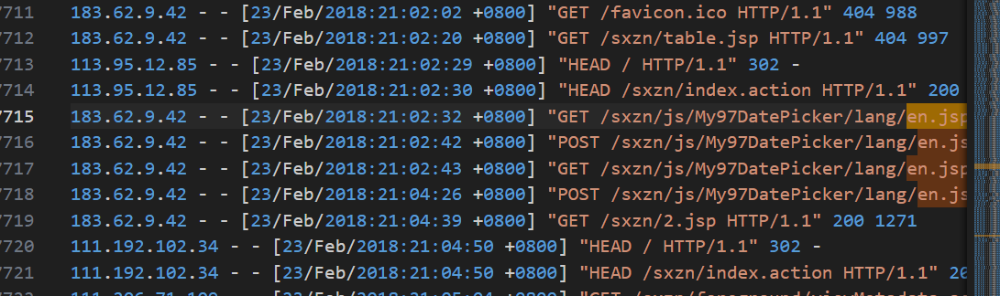 7711 183.62.9.42 - - [23/Feb/2018:21:02:02 +0800] "GET /favicon.ico HTTP/1.1" 404 988
7712 183.62.9.42 - - [23/Feb/2018:21:02:20 +0800] "GET /sxzn/table.jsp HTTP/1.1" 404 997
7713 113.95.12.85 - - [23/Feb/2018:21:02:29 +0800] "HEAD / HTTP/1.1" 302 -
7714 113.95.12.85 - - [23/Feb/2018:21:02:30 +0800] "HEAD /sxzn/index.action HTTP/1.1" 200
7715 183.62.9.42 - - [23/Feb/2018:21:02:32 +0800] "GET /sxzn/js/My97DatePicker/lang/en.jsp
7716 183.62.9.42 - - [23/Feb/2018:21:02:42 +0800] "POST /sxzn/js/My97DatePicker/lang/en.js
7717 183.62.9.42 - - [23/Feb/2018:21:02:43 +0800] "GET /sxzn/js/My97DatePicker/lang/en.jsp
7718 183.62.9.42 - - [23/Feb/2018:21:04:26 +0800] "POST /sxzn/js/My97DatePicker/lang/en.js
7719 183.62.9.42 - - [23/Feb/2018:21:04:39 +0800] "GET /sxzn/2.jsp HTTP/1.1" 200 1271
7720 111.192.102.34 - - [23/Feb/2018:21:04:50 +0800] "HEAD / HTTP/1.1" 302 -
7721 111.192.102.34 - - [23/Feb/2018:21:04:50 +0800] "HEAD /sxzn/index.action HTTP/1.1" 20